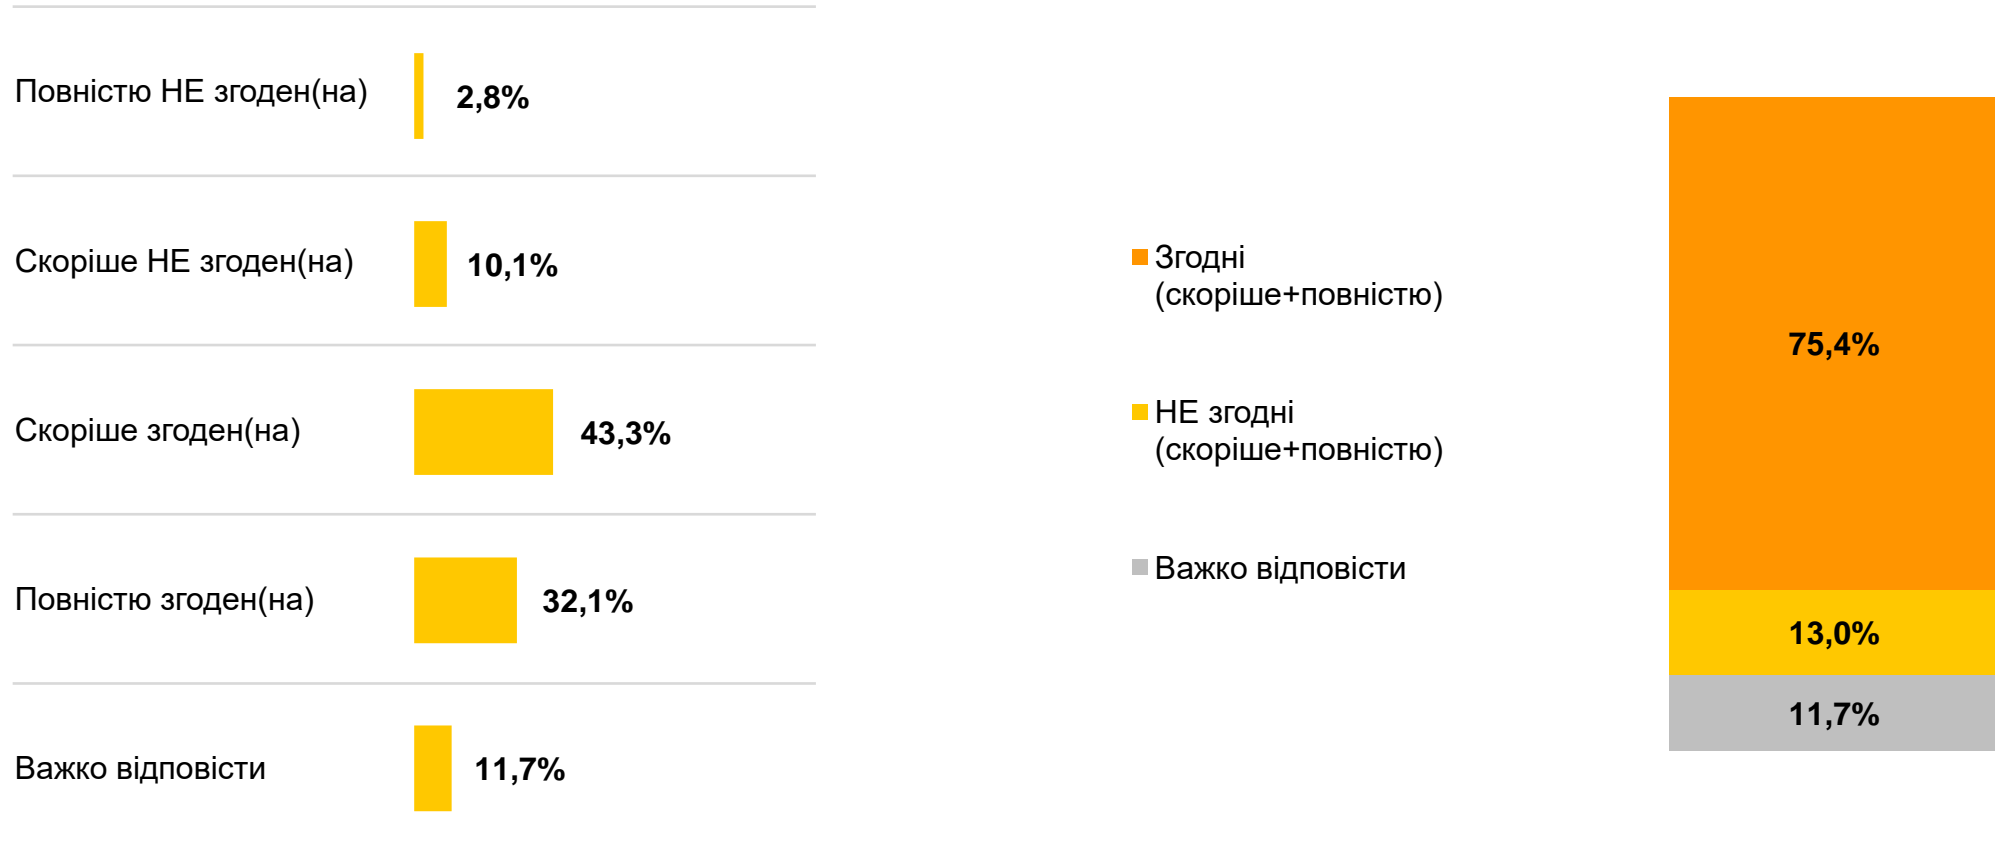 Повністю НЕ згоден(на)
2,8%
Скоріше НЕ згоден(на)
10,1%
Скоріше згоден(на)
43,3%
Повністю згоден(на)
32,1%
Важко відповісти
11,7%
Згодні
(скоріше+повністю)
НЕ згодні
(скоріше+повністю)
Важко відповісти
75,4%
13,0%
11,7%